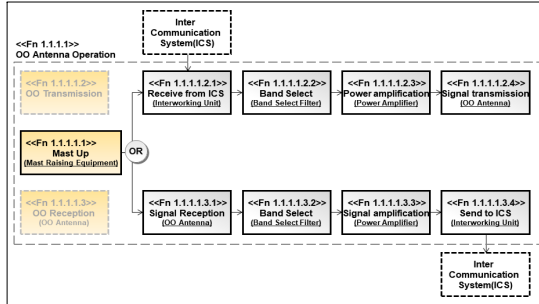 Inter
Communication
System(ICS)
<<Fn 1.1.1.1>>
OO Antenna Operation
<<Fn 1.1.1.1.2>>
OO Transmission
<<Fn 1.1.1.1.2.1>>
Receive from ICS
(Interworking Unit)
<<Fn 1.1.1.1.2.2>>
Band Select
(Band Select Filter)
<<Fn 1.1.1.1.2.3>>
Power amplification
(Power Amplifier)
<<Fn 1.1.1.1.2.4>>
Signal transmission
(OO Antenna)
<<Fn 1.1.1.1.1>>
Mast Up
(Mast Raising Equipment)
OR
<<Fn 1.1.1.1.3>>
OO Reception
(OO Antenna)
<<Fn 1.1.1.1.3.1>>
Signal Reception
(OO Antenna)
<<Fn 1.1.1.1.3.2>>
Band Select
(Band Select Filter)
<<Fn 1.1.1.1.3.3>>
Signal amplification
(Power Amplifier)
<<Fn 1.1.1.1.3.4>>
Send to ICS
(Interworking Unit)
Inter
Communication
System(ICS)